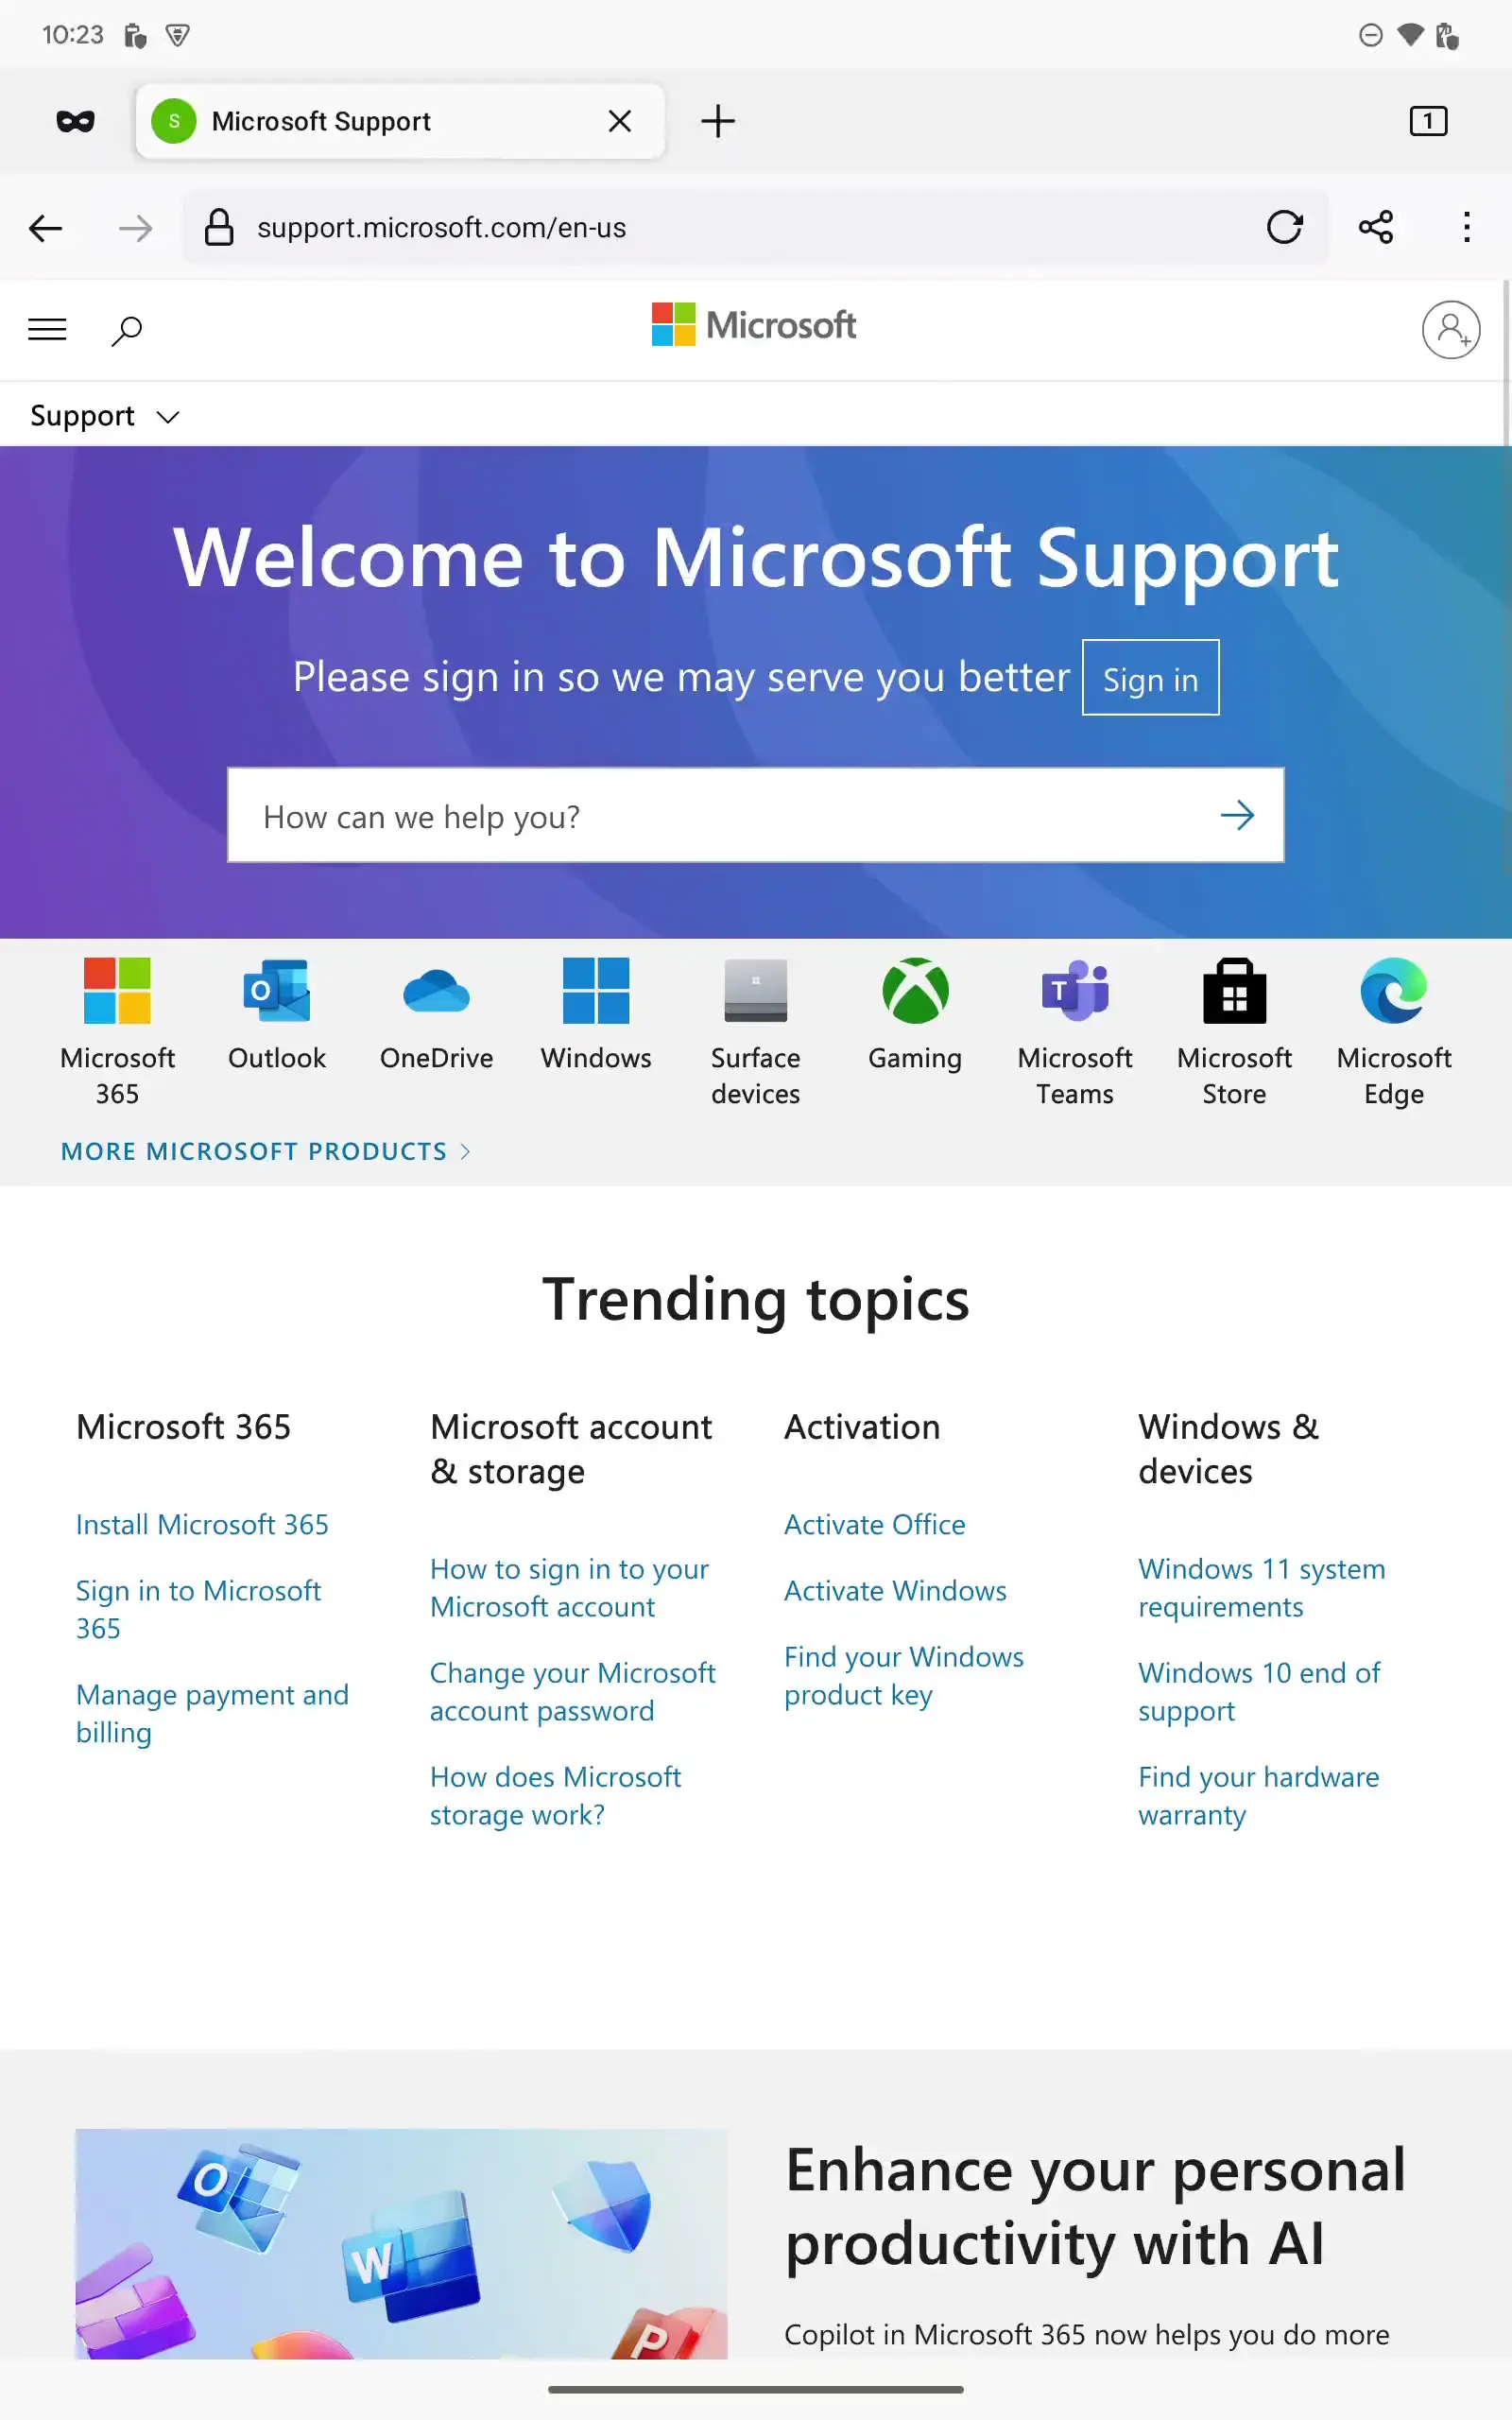 10:23
S
Microsoft Support
1
support.microsoft.com/en-us
Microsoft
Support
Welcome to Microsoft Support
Please sign in so we may serve you better
Sign in
How can we help you?
Microsoft
365
Outlook
OneDrive
Windows
Surface
devices
Gaming
T
Microsoft
Teams
Microsoft
Store
Microsoft
Edge
MORE MICROSOFT PRODUCTS
Trending topics
Microsoft 365
Install Microsoft 365
Sign in to Microsoft
365
Manage payment and
billing
Microsoft account
& storage
How to sign in to your
Microsoft account
Change your Microsoft
account password
How does Microsoft
storage work?
Activation
Activate Office
Activate Windows
Find your Windows
product key
Windows &
devices
Windows 11 system
requirements
Windows 10 end of
support
Find your hardware
warranty
O
W
P
Enhance your personal
productivity with AI
Copilot in Microsoft 365 now helps you do more